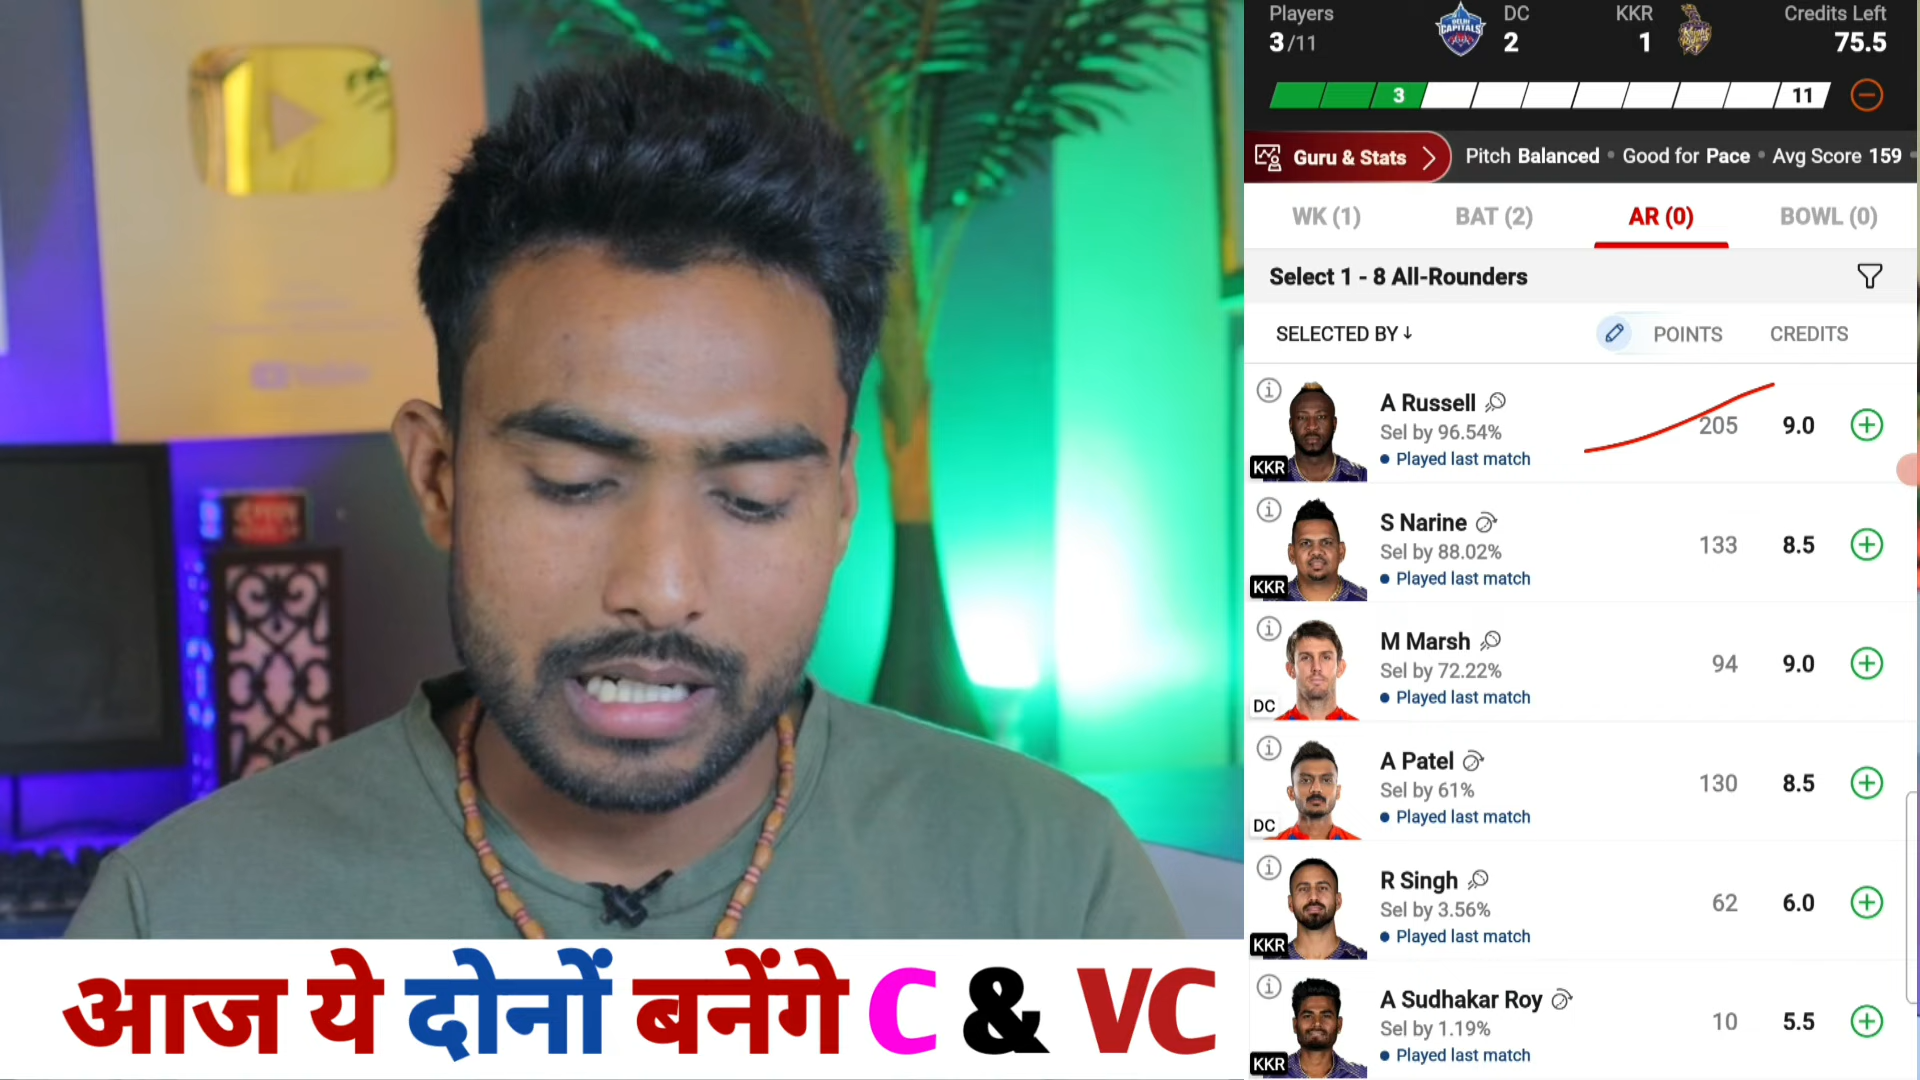 Players
3/11
DELHI CAPITALS
DC
2
KKR
1
Credits Left
75.5
3
11
Guru & Stats
Pitch Balanced • Good for Pace • Avg Score 159
WK (1)
BAT (2)
AR (0)
BOWL (0)
Select 1 - 8 All-Rounders
SELECTED BY ↓
POINTS
CREDITS
A Russell
Sel by 96.54%
Played last match
KKR
205
9.0
S Narine
Sel by 88.02%
Played last match
KKR
133
8.5
M Marsh
Sel by 72.22%
Played last match
DC
94
9.0
A Patel
Sel by 61%
Played last match
DC
130
8.5
R Singh
Sel by 3.56%
Played last match
KKR
62
6.0
A Sudhakar Roy
Sel by 1.19%
Played last match
KKR
10
5.5
आज ये दोनों बनेंगे C & VC